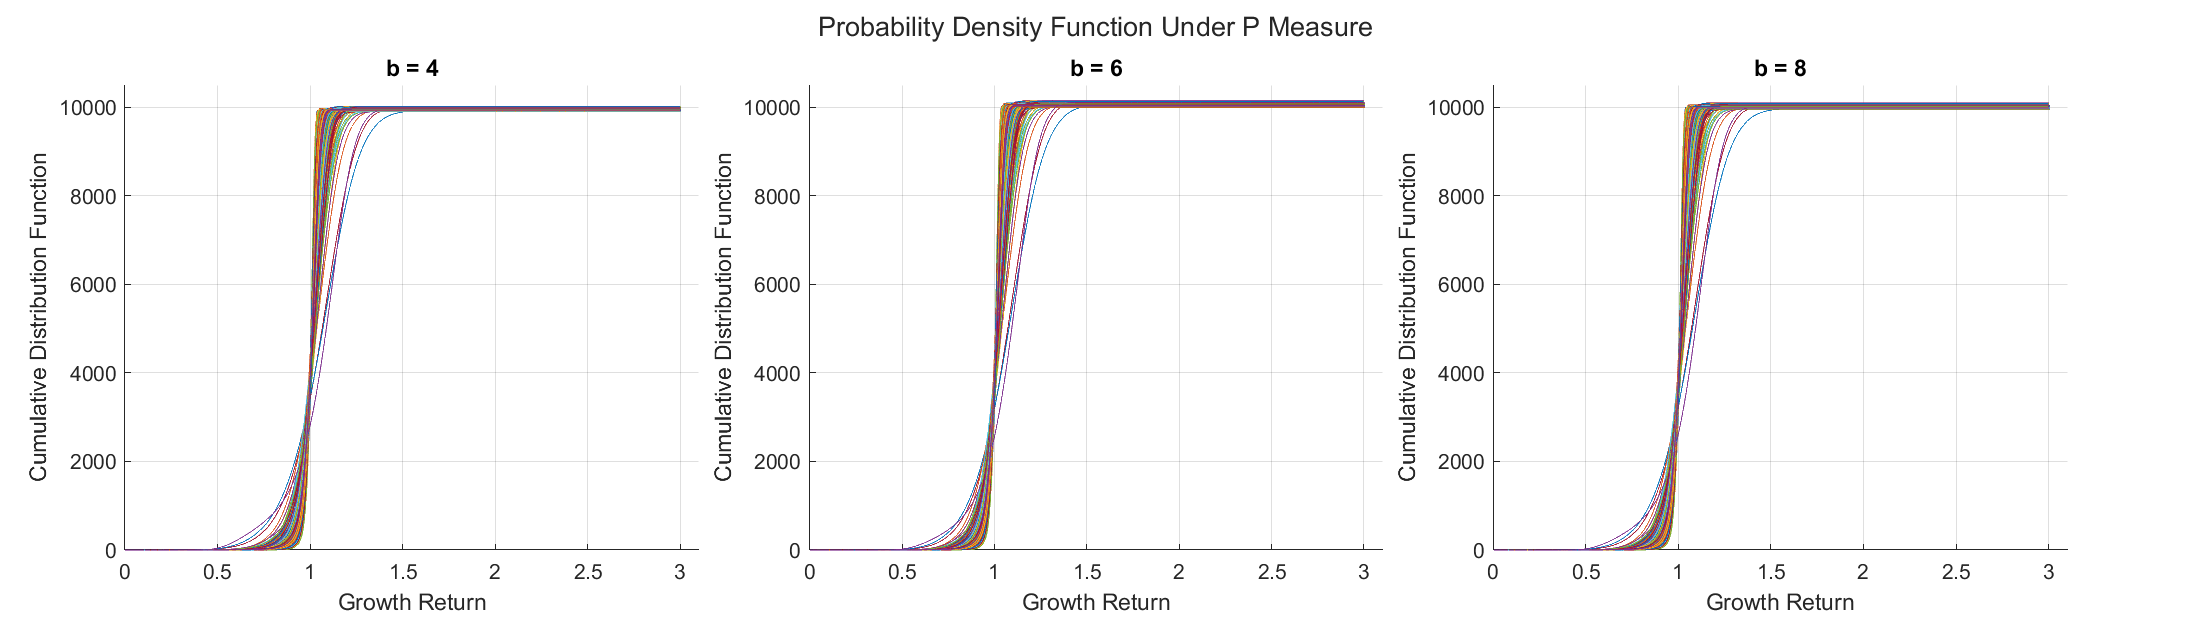 Probability Density Function Under P Measure
b = 4
Cumulative Distribution Function
10000
8000
6000
4000
2000
0
0 0.5 1 1.5 2 2.5 3
Growth Return
b = 6
Cumulative Distribution Function
10000
8000
6000
4000
2000
0
0 0.5 1 1.5 2 2.5 3
Growth Return
b = 8
Cumulative Distribution Function
10000
8000
6000
4000
2000
0
0 0.5 1 1.5 2 2.5 3
Growth Return